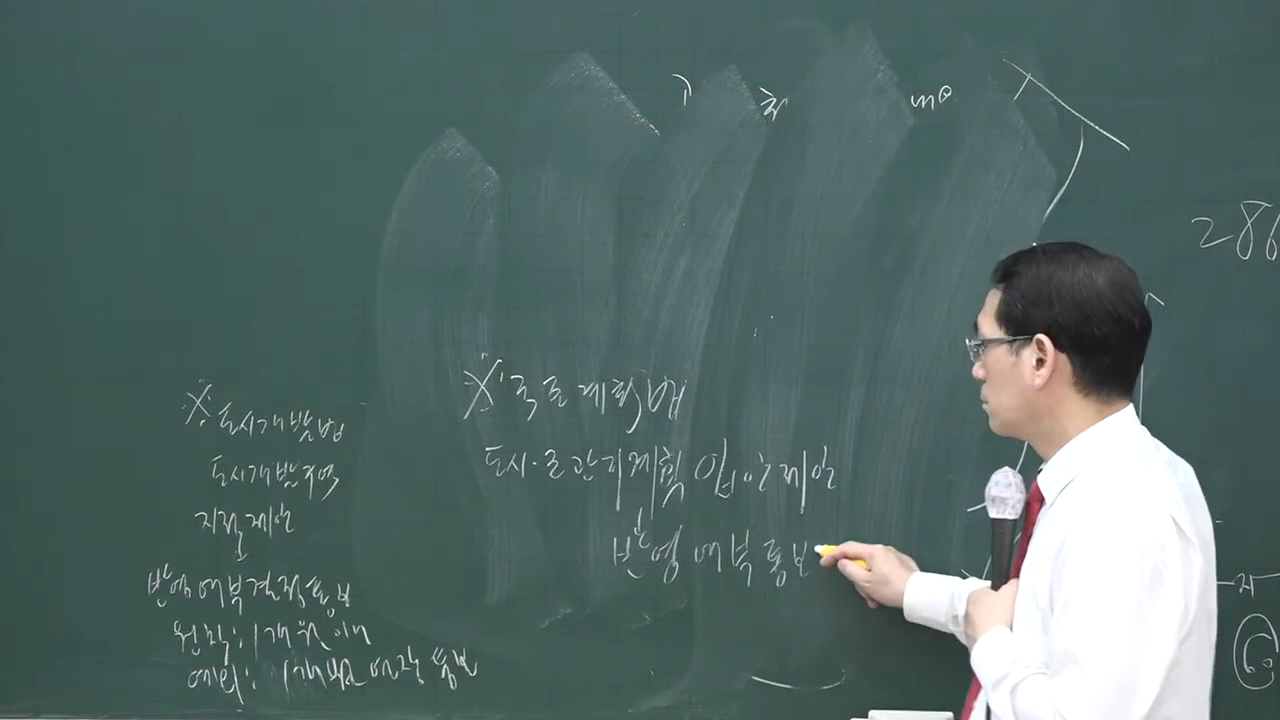 286
※ 국토계획법
도시·군관리계획 입안제안
반영여부 통보
※ 도시개발법
도시개발구역
지정제안
반영여부결정통보
원칙: 1개월 이내
예외: 1개월 연장 통보